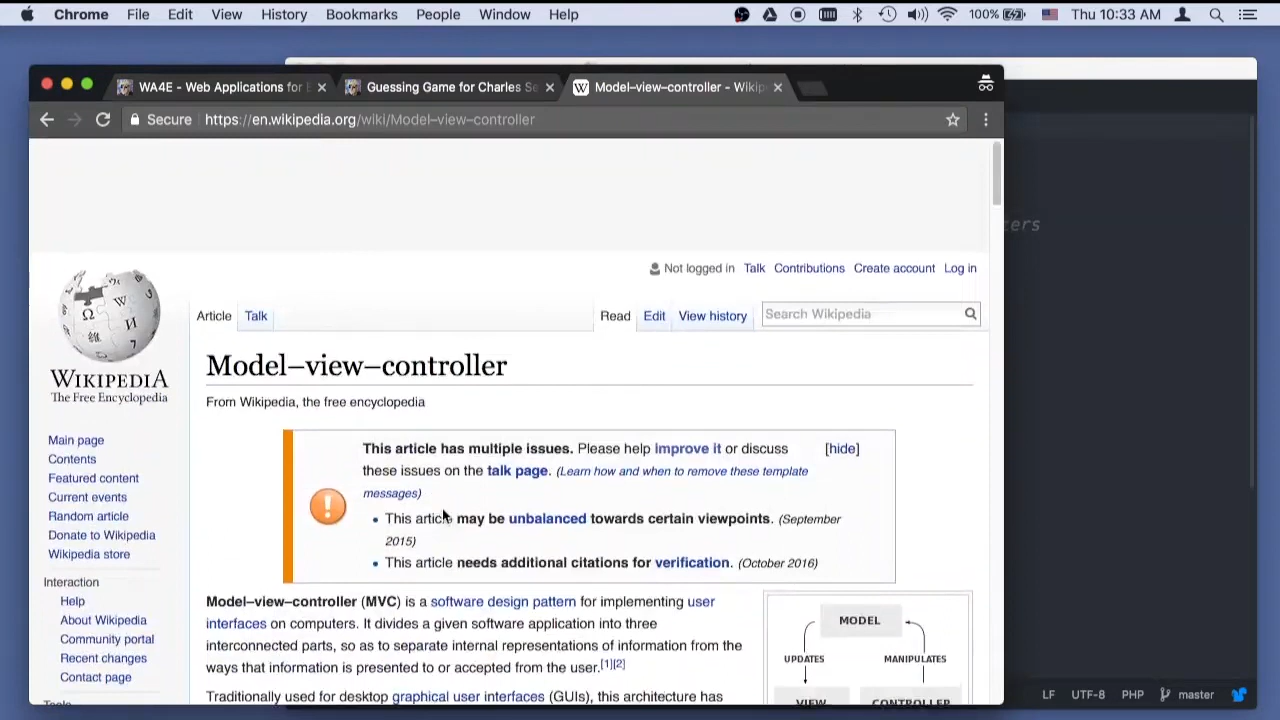 Chrome File Edit View History Bookmarks People Window Help 100% Thu 10:33 AM
WA4E - Web Applications for Guessing Game for Charles Se Model–view–controller - Wikip
Secure https://en.wikipedia.org/wiki/Model–view–controller
Not logged in Talk Contributions Create account Log in
Article Talk Read Edit View history Search Wikipedia
WIKIPEDIA
The Free Encyclopedia
Main page
Contents
Featured content
Current events
Random article
Donate to Wikipedia
Wikipedia store
Interaction
Help
About Wikipedia
Community portal
Recent changes
Contact page
Tools
Model–view–controller
From Wikipedia, the free encyclopedia
This article has multiple issues. Please help improve it or discuss [hide]
these issues on the talk page. (Learn how and when to remove these template
messages)
• This article may be unbalanced towards certain viewpoints. (September
2015)
• This article needs additional citations for verification. (October 2016)
Model–view–controller (MVC) is a software design pattern for implementing user
interfaces on computers. It divides a given software application into three
interconnected parts, so as to separate internal representations of information from the
ways that information is presented to or accepted from the user.[1][2]
Traditionally used for desktop graphical user interfaces (GUIs), this architecture has
MODEL
UPDATES MANIPULATES
VIEW CONTROLLER
ters
LF UTF-8 PHP master